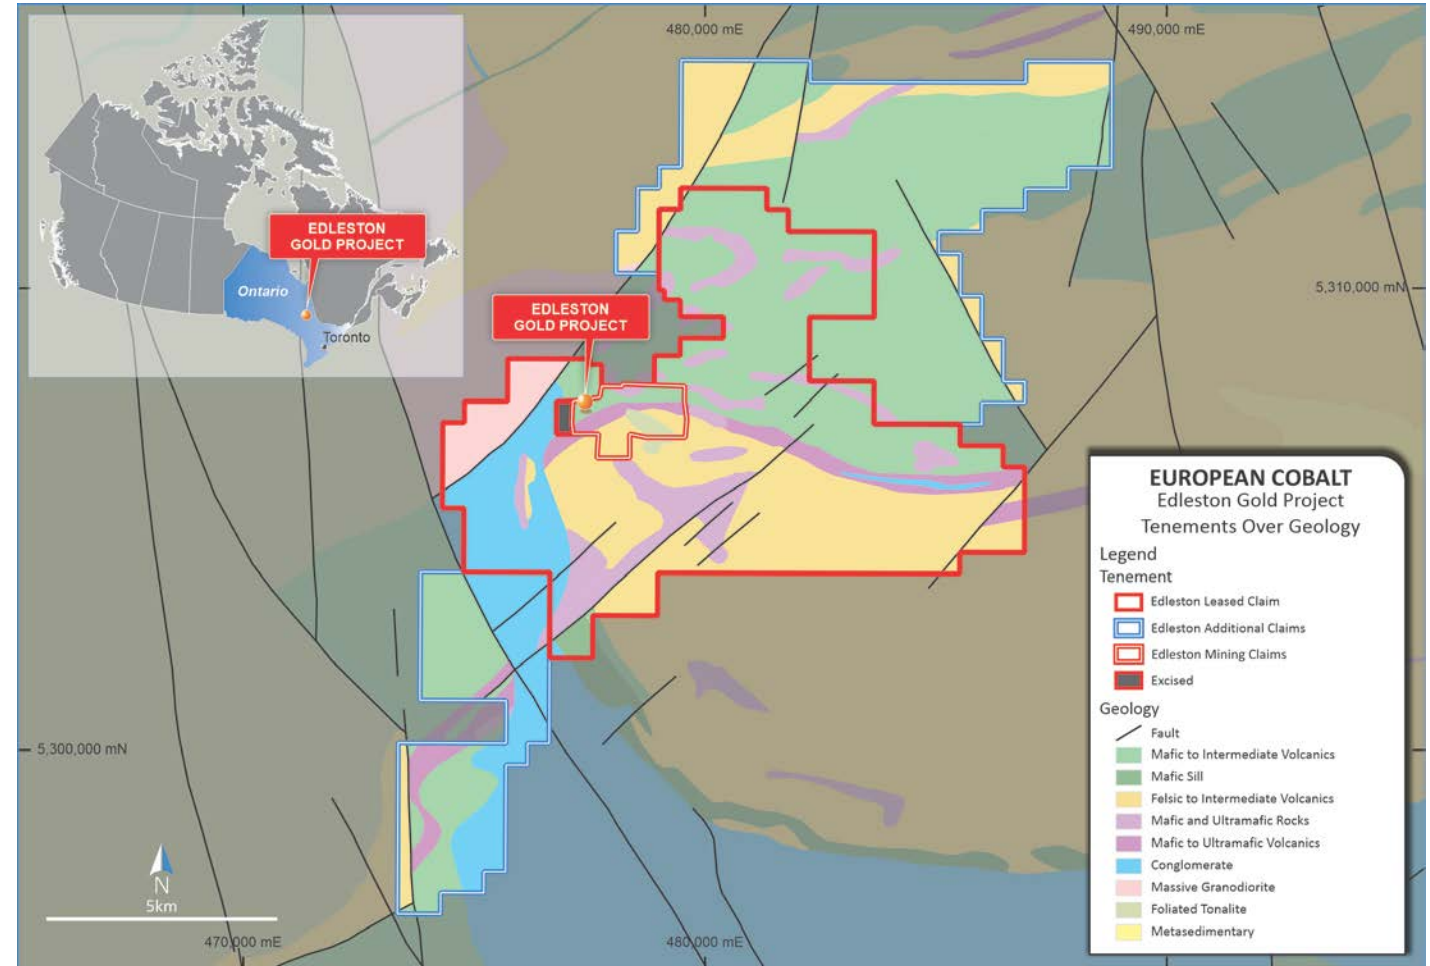 480,000 mE
490,000 mE
EDLESTON
GOLD PROJECT
Ontario
Toronto
5,310,000 mN
EDLESTON
GOLD PROJECT
EUROPEAN COBALT
Edleston Gold Project
Tenements Over Geology
Legend
Tenement
Edleston Leased Claim
Edleston Additional Claims
Edleston Mining Claims
Excised
Geology
Fault
Mafic to Intermediate Volcanics
Mafic Sill
Felsic to Intermediate Volcanics
Mafic and Ultramafic Rocks
Mafic to Ultramafic Volcanics
Conglomerate
Massive Granodiorite
Foliated Tonalite
Metasedimentary
5,300,000 mN
N
5km
470,000 mE
480,000 mE